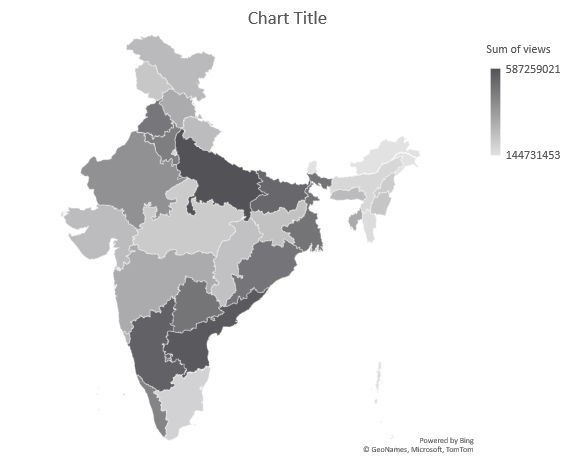 Chart Title
Sum of views
587259021
144731453
Powered by Bing
© GeoNames, Microsoft, TomTom